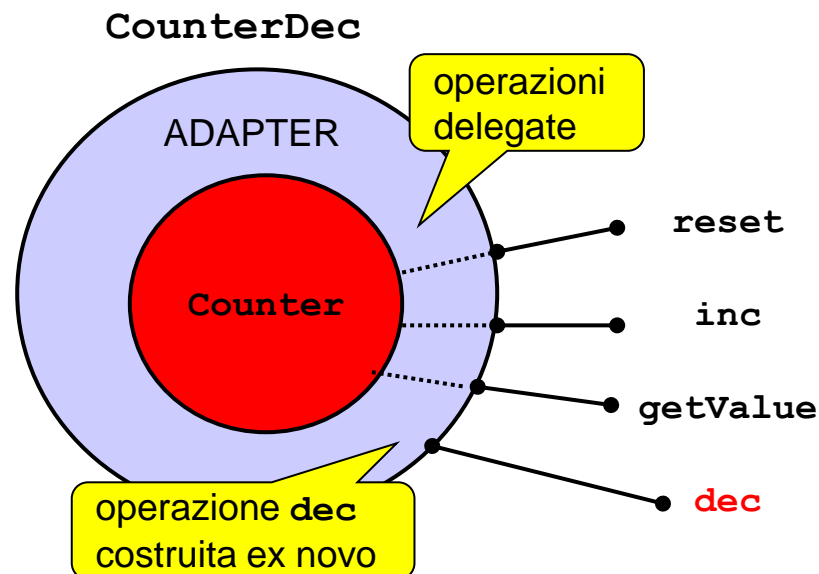 CounterDec
operazioni
delegate
ADAPTER
reset
Counter
inc
getValue
dec
operazione dec
costruita ex novo